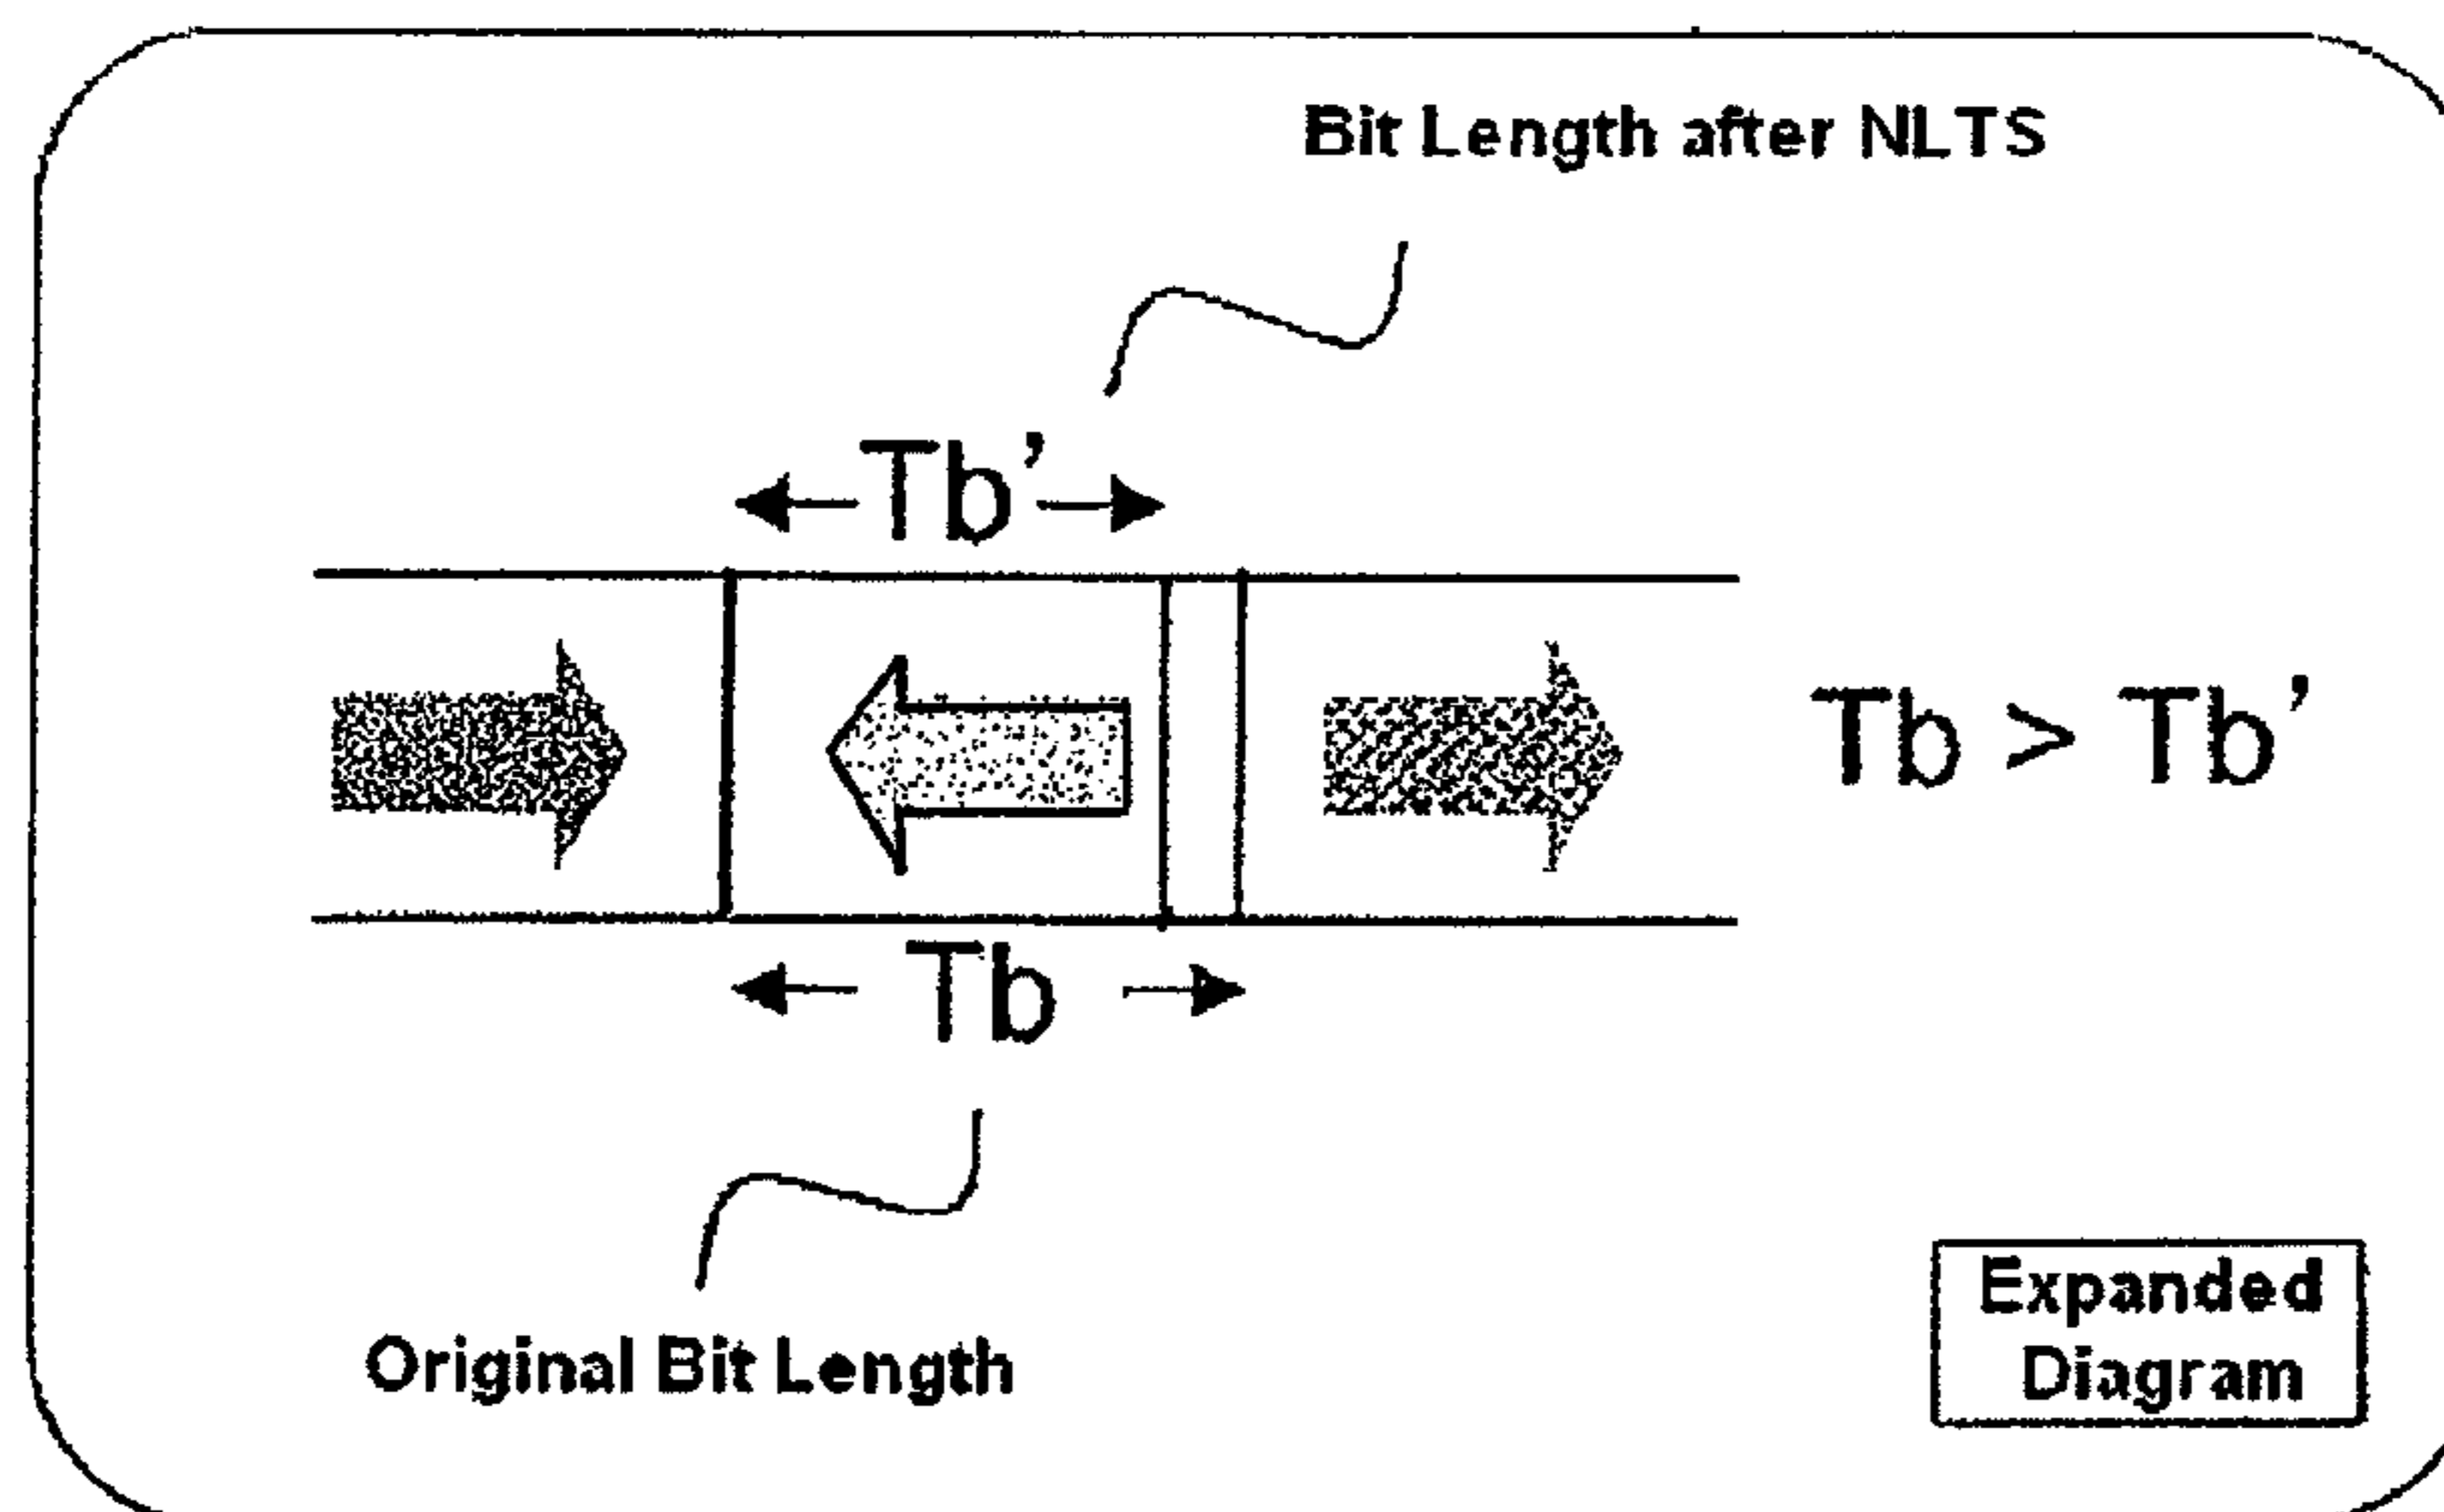 Bit Length after NLTS
Tb’
Tb > Tb’
Tb
Original Bit Length
Expanded
Diagram